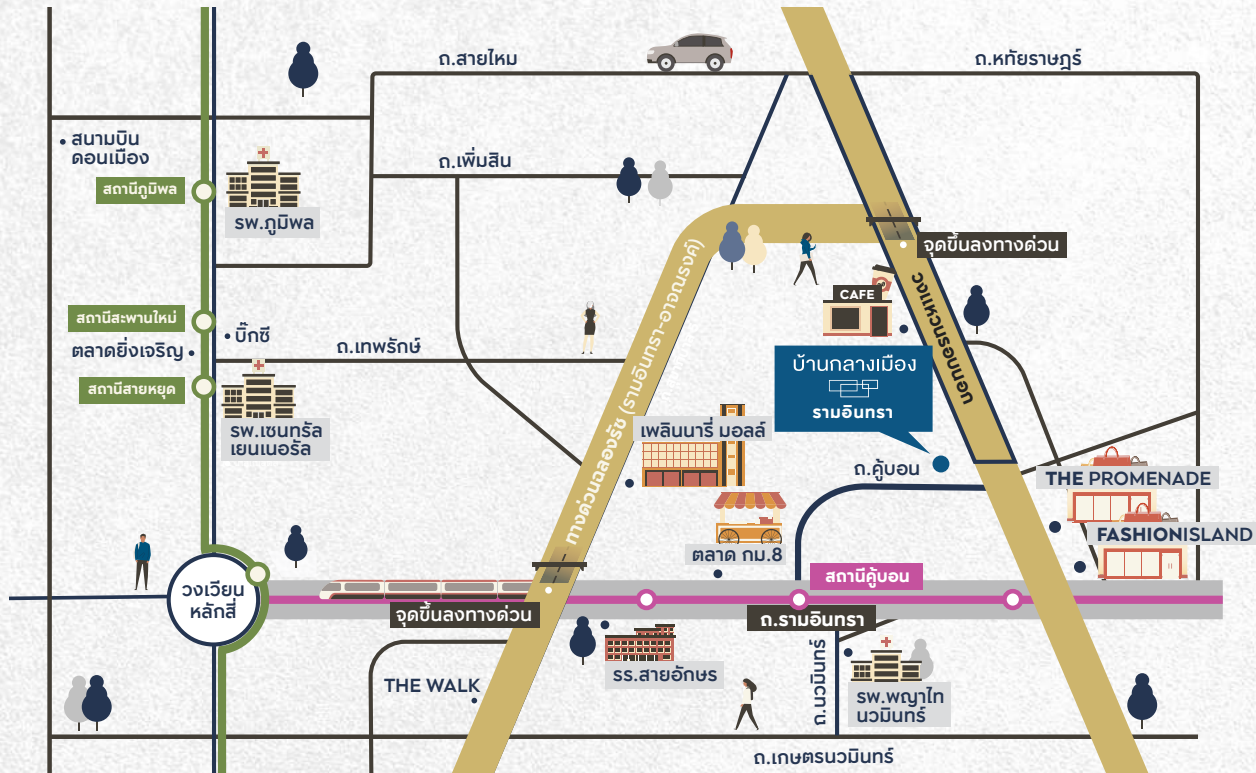 ถ.สายไหม
ถ.หทัยราษฎร์
สนามบิน
ดอนเมือง
ถ.เพิ่มสิน
สถานีภูมิพล
รพ.ภูมิพล
จุดขึ้นลงทางด่วน
วงแหวนรอบนอก
CAFE
สถานีสะพานใหม่
บิ๊กซี
ตลาดยิ่งเจริญ
ถ.เทพรักษ์
ทางด่วนฉลองรัช (รามอินทรา-อาจณรงค์)
บ้านกลางเมือง
รามอินทรา
สถานีสายหยุด
รพ.เซนทรัล
เยนเนอรัล
เพลินนารี่ มอลล์
ถ.คู้บอน
THE PROMENADE
FASHIONISLAND
ตลาด กม.8
สถานีคู้บอน
วงเวียน
หลักสี่
จุดขึ้นลงทางด่วน
ถ.รามอินทรา
รร.สายอักษร
ถ.นวมินทร์
THE WALK
รพ.พญาไท
นวมินทร์
ถ.เกษตรนวมินทร์